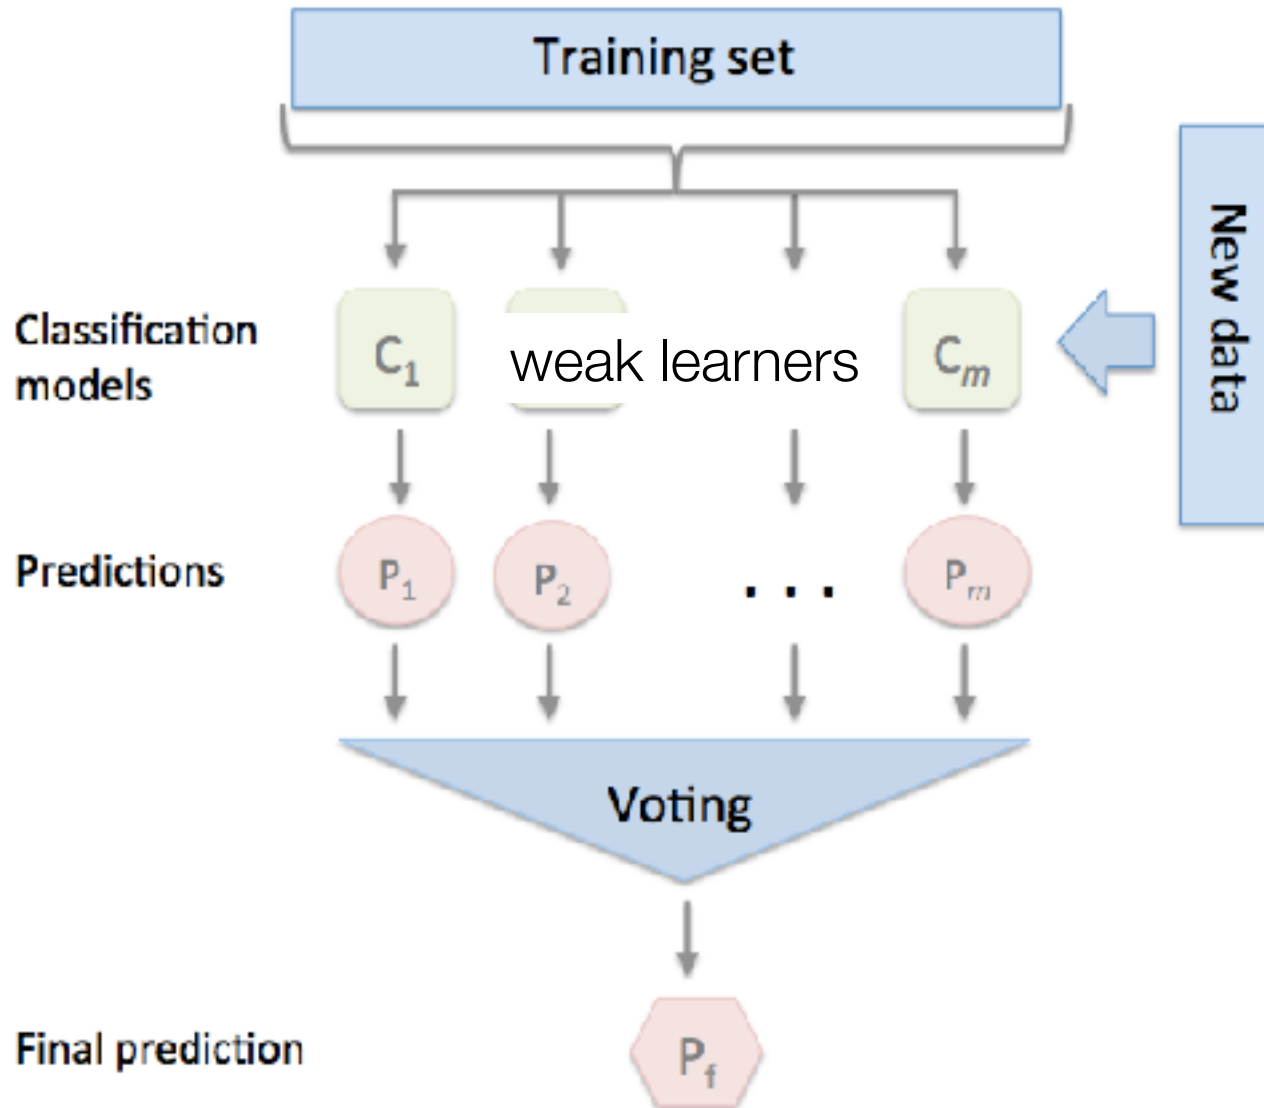 Training set
New data
Classification
models
C1
weak learners
Cm
Predictions
P1
P2
. . .
Pm
Voting
Final prediction
Pf